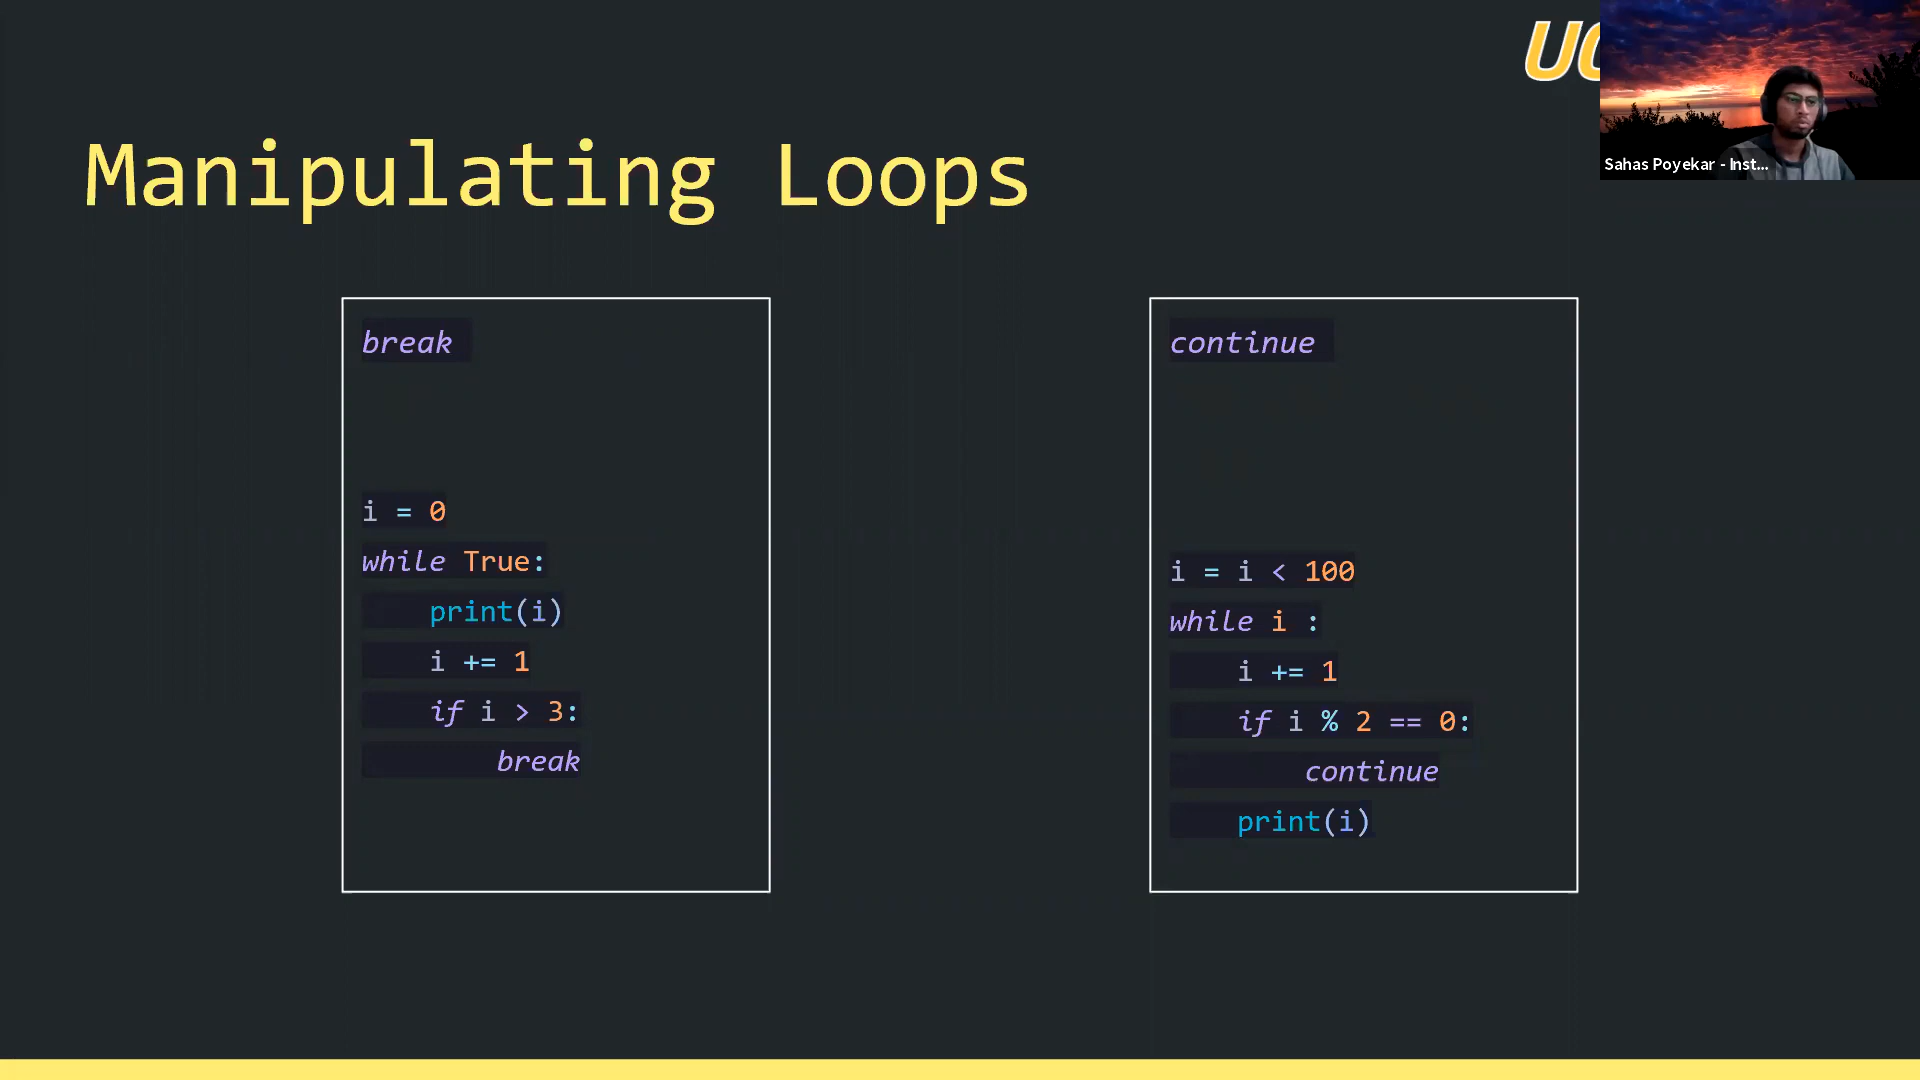 Manipulating Loops
Sahas Poyekar - Inst...
break
i = 0
while True:
    print(i)
    i += 1
    if i > 3:
        break
continue
i = i < 100
while i :
    i += 1
    if i % 2 == 0:
        continue
    print(i)